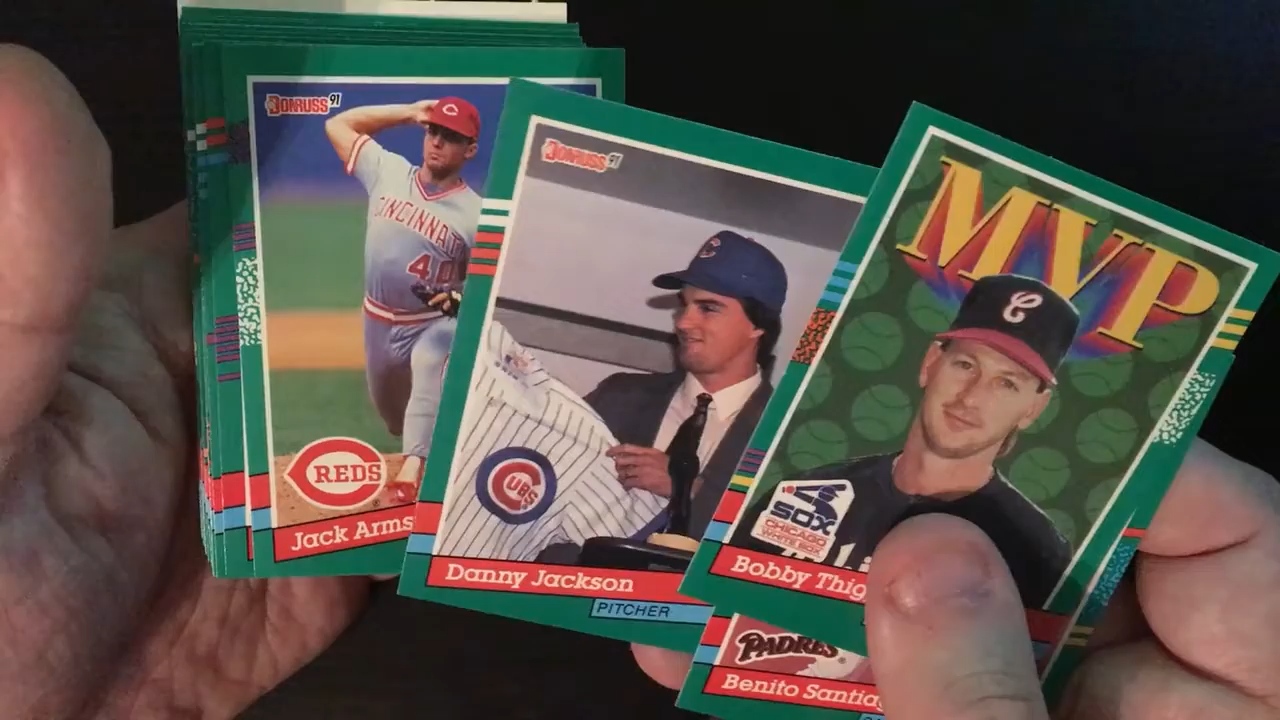 DONRUSS 91
CINCINNATI
40
REDS
Jack Arms
DONRUSS 91
C
CUBS
Danny Jackson
PITCHER
MVP
C
SOX
CHICAGO
WHITE SOX
Bobby Thig
PADRES
Benito Santiag